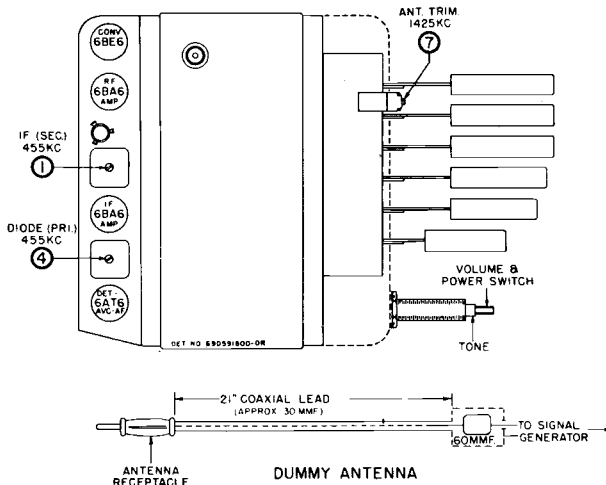 CONV
6BE6
RF
6BA6
AMP
IF (SEC.)
455KC
1
IF
6BA6
AMP
DIODE (PRI.)
455KC
4
DET-
6AT6
AVC-AF
ANT. TRIM.
1425KC
7
VOLUME &
POWER SWITCH
TONE
DET NO 69D591800-OR
21" COAXIAL LEAD
(APPROX. 30 MMF)
60MMF.
TO SIGNAL
GENERATOR
ANTENNA
RECEPTACLE
DUMMY ANTENNA